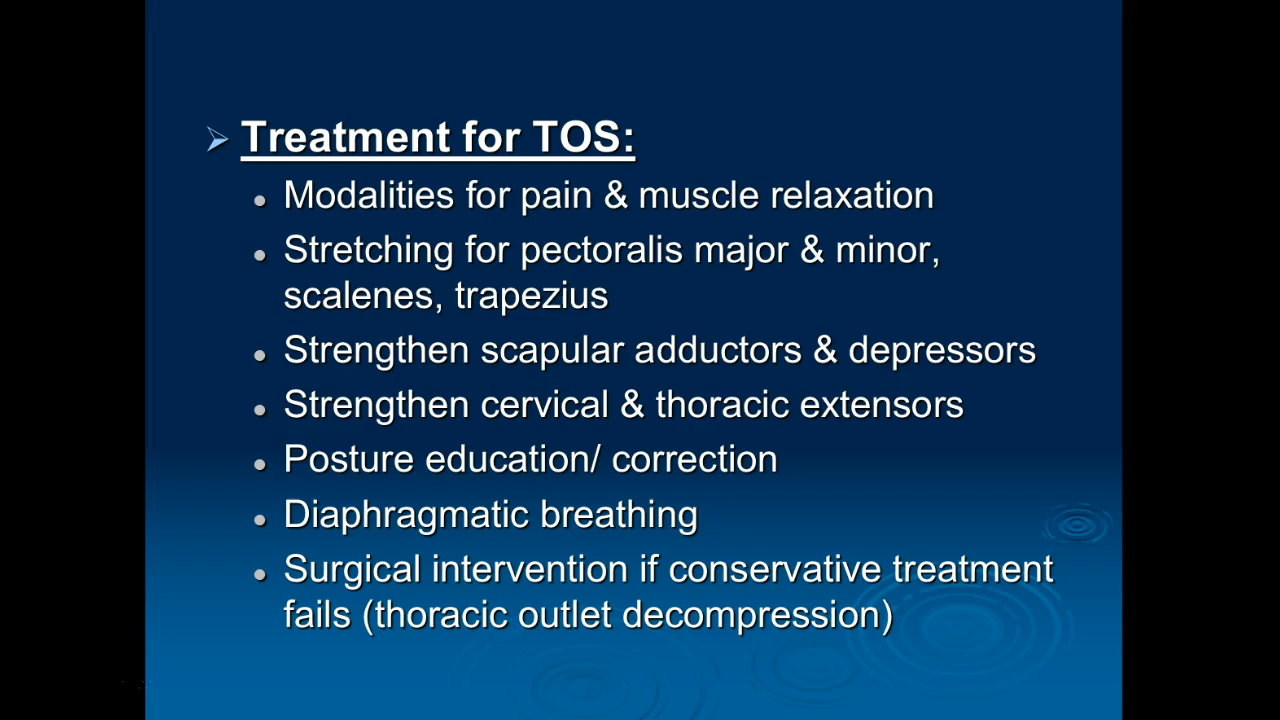 Treatment for TOS:
Modalities for pain & muscle relaxation
Stretching for pectoralis major & minor,
scalenes, trapezius
Strengthen scapular adductors & depressors
Strengthen cervical & thoracic extensors
Posture education/ correction
Diaphragmatic breathing
Surgical intervention if conservative treatment
fails (thoracic outlet decompression)